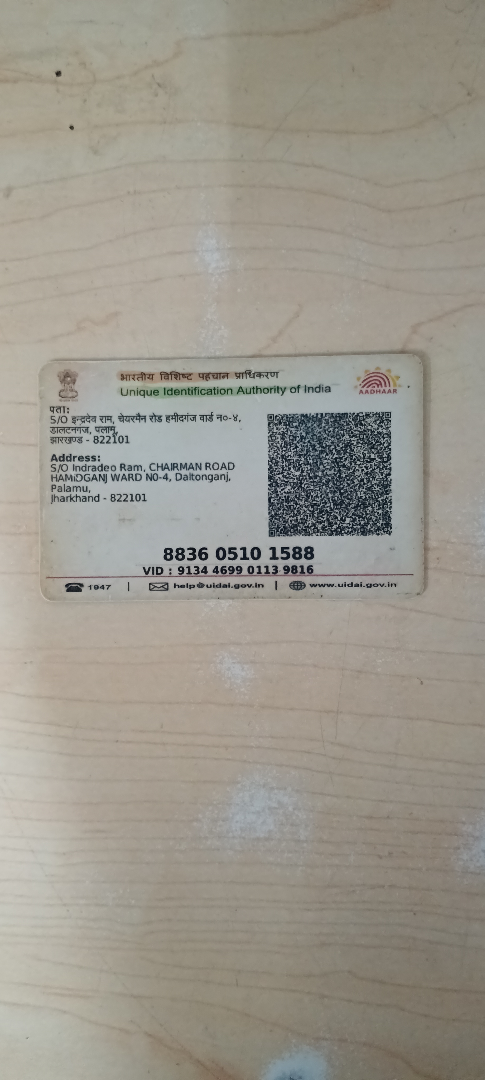 भारतीय विशिष्ट पहचान प्राधिकरण
Unique Identification Authority of India
AADHAAR
पता:
S/O इन्द्रदेव राम, चेयरमैन रोड हमीदगंज वार्ड न०-४,
डालटनगंज, पलामू,
झारखण्ड - 822101
Address:
S/O Indradeo Ram, CHAIRMAN ROAD
HAMIDGANJ WARD N0-4, Daltonganj,
Palamu,
Jharkhand - 822101
8836 0510 1588
VID : 9134 4699 0113 9816
1947 | help@uidai.gov.in | www.uidai.gov.in